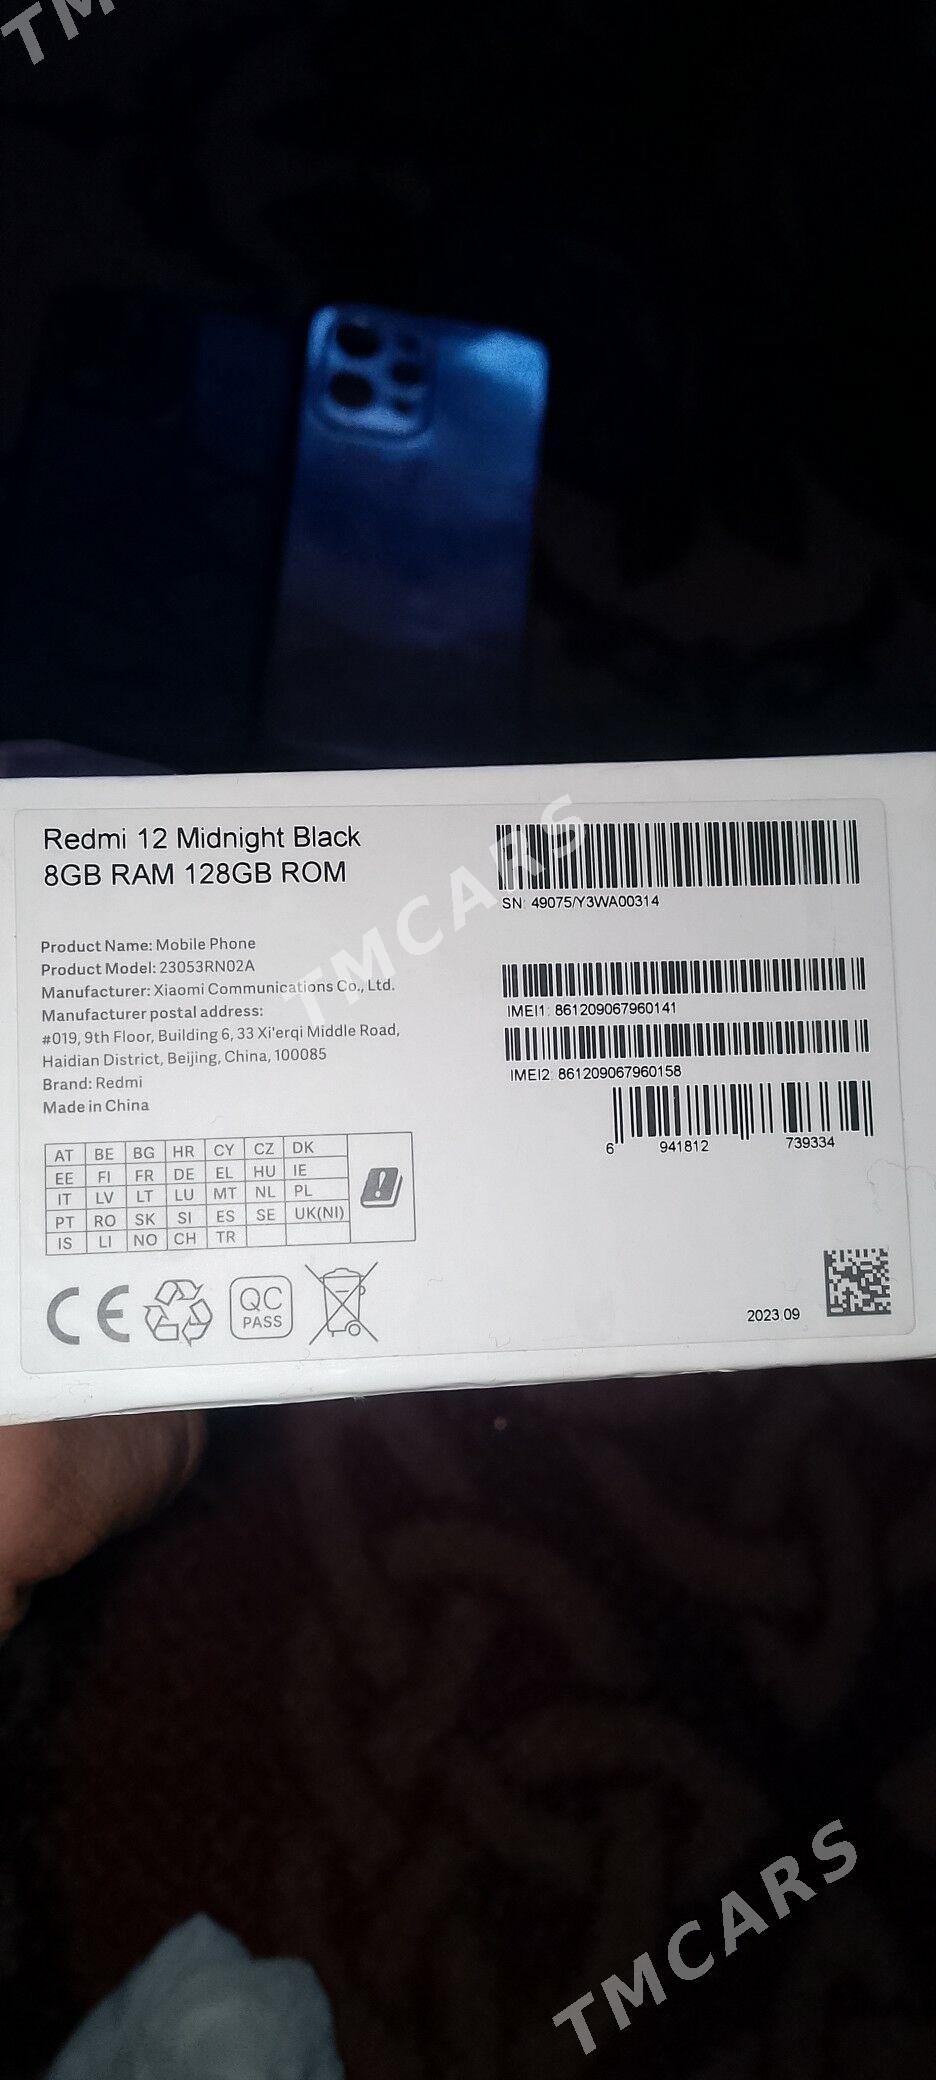 TM
Redmi 12 Midnight Black
8GB RAM 128GB ROM
Product Name: Mobile Phone
Product Model: 23053RN02A
Manufacturer: Xiaomi Communications Co., Ltd.
Manufacturer postal address:
#019, 9th Floor, Building 6, 33 Xi'erqi Middle Road,
Haidian District, Beijing, China, 100085
Brand: Redmi
Made in China
SN: 49075/Y3WA00314
IMEI1: 861209067960141
IMEI2: 861209067960158
6 941812 739334
AT BE BG HR CY CZ DK
EE FI FR DE EL HU IE
IT LV LT LU MT NL PL
PT RO SK SI ES SE UK(NI)
IS LI NO CH TR
CE
QC
PASS
2023.09
TMCARS
TMCARS